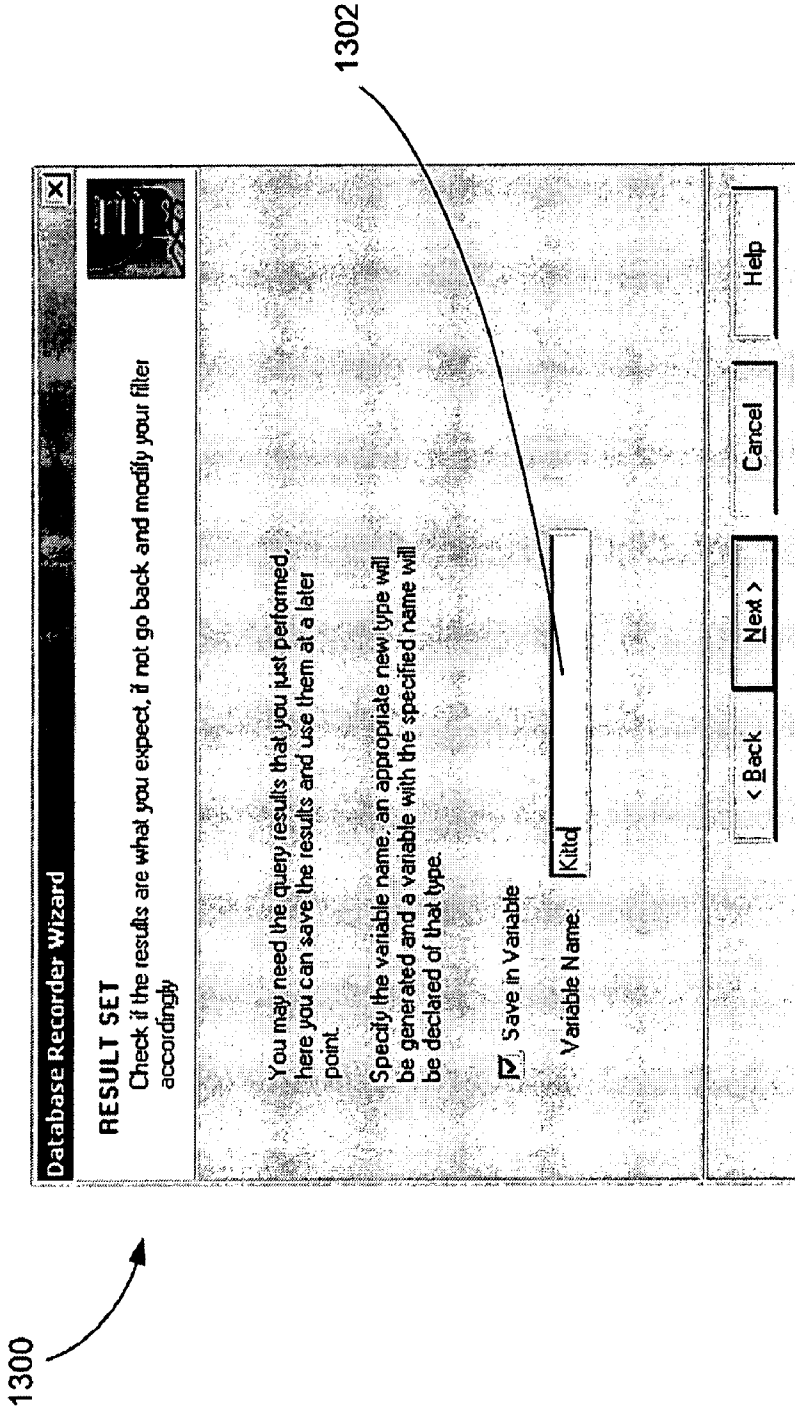 1300
1302
Database Recorder Wizard
RESULT SET
Check if the results are what you expect, if not go back and modify your filter
accordingly
You may need the query results that you just performed,
here you can save the results and use them at a later
point.
Specify the variable name, an appropriate new type will
be generated and a variable with the specified name will
be declared of that type.
Save in Variable
Variable Name:
< Back
Next >
Cancel
Help